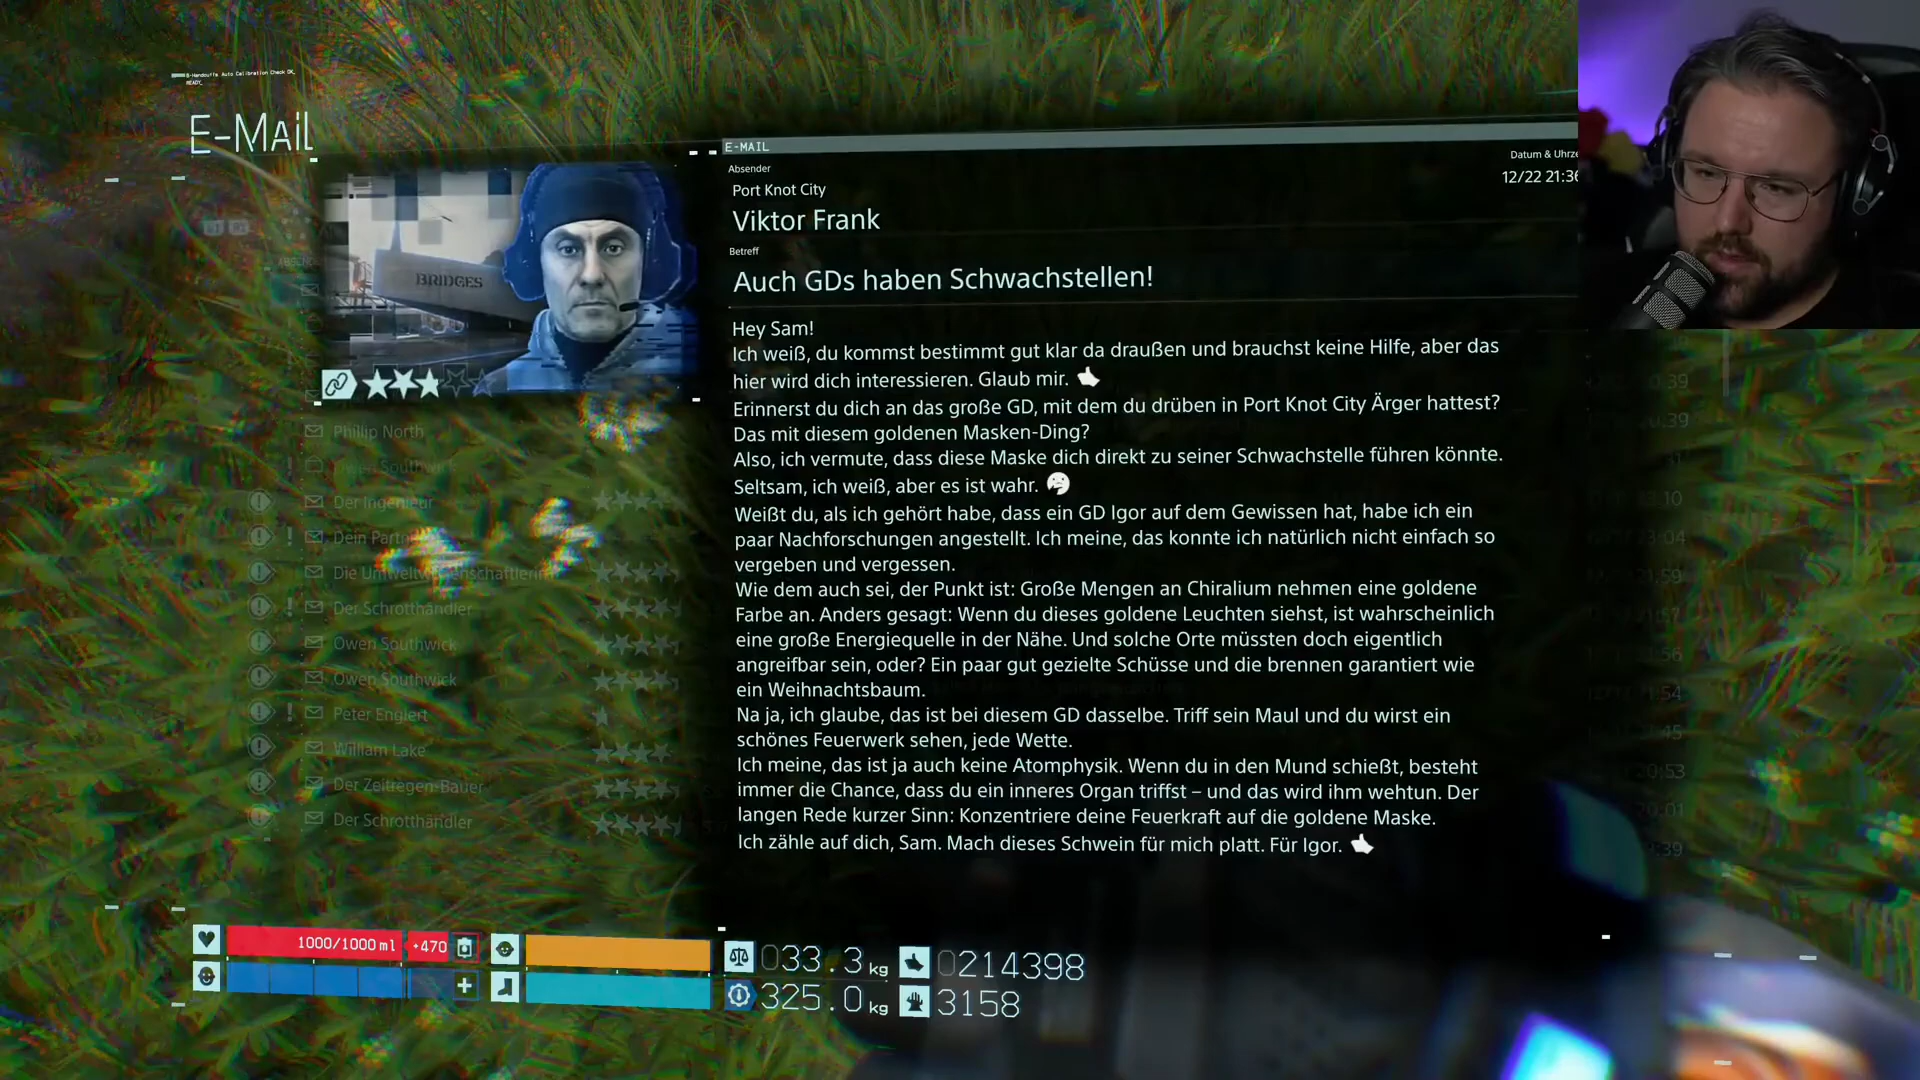 E-MAiL
E-MAIL
Absender
Port Knot City
Viktor Frank
Betreff
Auch GDs haben Schwachstellen!
12/22 21:36
BRIDGES
Hey Sam!
Ich weiß, du kommst bestimmt gut klar da draußen und brauchst keine Hilfe, aber das
hier wird dich interessieren. Glaub mir.
Erinnerst du dich an das große GD, mit dem du drüben in Port Knot City Ärger hattest?
Das mit diesem goldenen Masken-Ding?
Also, ich vermute, dass diese Maske dich direkt zu seiner Schwachstelle führen könnte.
Seltsam, ich weiß, aber es ist wahr.
Weißt du, als ich gehört habe, dass ein GD Igor auf dem Gewissen hat, habe ich ein
paar Nachforschungen angestellt. Ich meine, das konnte ich natürlich nicht einfach so
vergeben und vergessen.
Wie dem auch sei, der Punkt ist: Große Mengen an Chiralium nehmen eine goldene
Farbe an. Anders gesagt: Wenn du dieses goldene Leuchten siehst, ist wahrscheinlich
eine große Energiequelle in der Nähe. Und solche Orte müssten doch eigentlich
angreifbar sein, oder? Ein paar gut gezielte Schüsse und die brennen garantiert wie
ein Weihnachtsbaum.
Na ja, ich glaube, das ist bei diesem GD dasselbe. Triff sein Maul und du wirst ein
schönes Feuerwerk sehen, jede Wette.
Ich meine, das ist ja auch keine Atomphysik. Wenn du in den Mund schießt, besteht
immer die Chance, dass du ein inneres Organ triffst – und das wird ihm wehtun. Der
langen Rede kurzer Sinn: Konzentriere deine Feuerkraft auf die goldene Maske.
Ich zähle auf dich, Sam. Mach dieses Schwein für mich platt. Für Igor.
Phillip North
Owen Southwick
Der Ingenieur
Dein
Die
Der Schrotthändler
Owen Southwick
Owen Southwick
Peter Englert
William Lake
Der Zeitregen-Bauer
Der Schrotthändler
1000/1000 ml
+470
033.3 kg
325.0 kg
0214398
3158